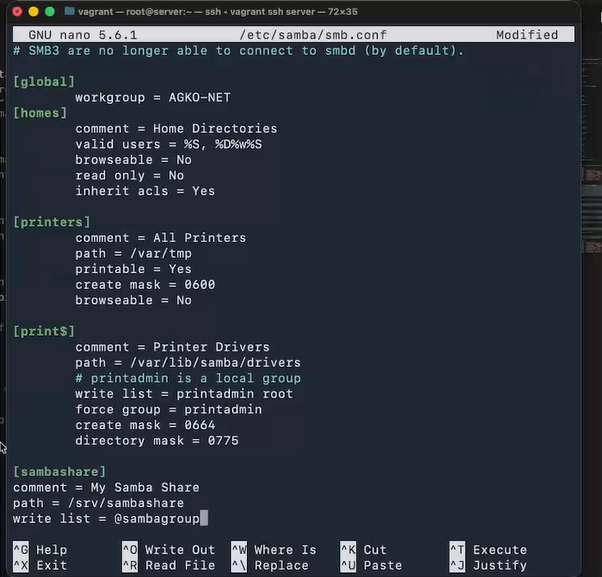 vagrant — root@server:~ — ssh ‹ vagrant ssh server — 72×35
GNU nano 5.6.1 /etc/samba/smb.conf Modified
# SMB3 are no longer able to connect to smbd (by default).
[global]
workgroup = AGKO-NET
[homes]
comment = Home Directories
valid users = %S, %D%w%S
browseable = No
read only = No
inherit acls = Yes
[printers]
comment = All Printers
path = /var/tmp
printable = Yes
create mask = 0600
browseable = No
[print$]
comment = Printer Drivers
path = /var/lib/samba/drivers
# printadmin is a local group
write list = printadmin root
force group = printadmin
create mask = 0664
directory mask = 0775
[sambashare]
comment = My Samba Share
path = /srv/sambashare
write list = @sambagroup
^G Help ^O Write Out ^W Where Is ^K Cut ^T Execute
^X Exit ^R Read File ^\ Replace ^U Paste ^J Justify